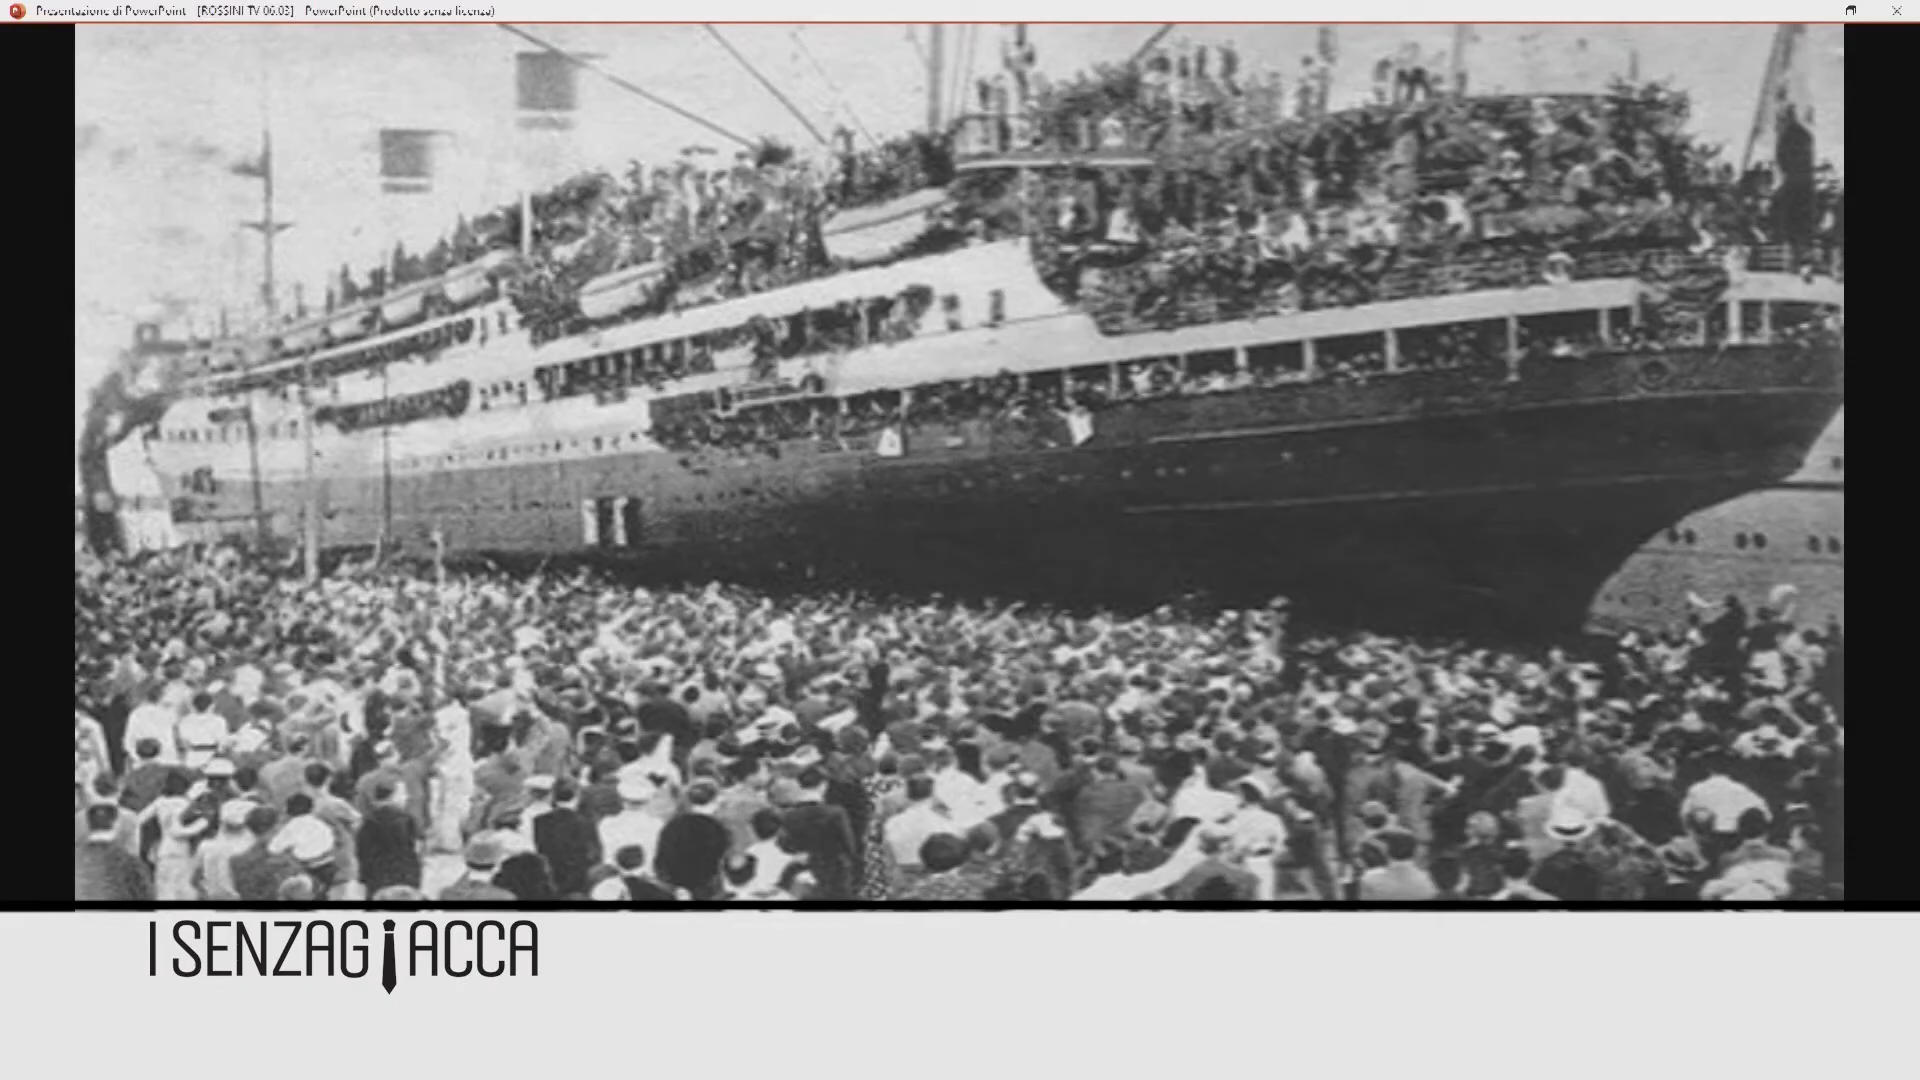 Presentazione di PowerPoint - [ROSSINI TV 06.03] - PowerPoint (Prodotto senza licenza)
I SENZAGIACCA